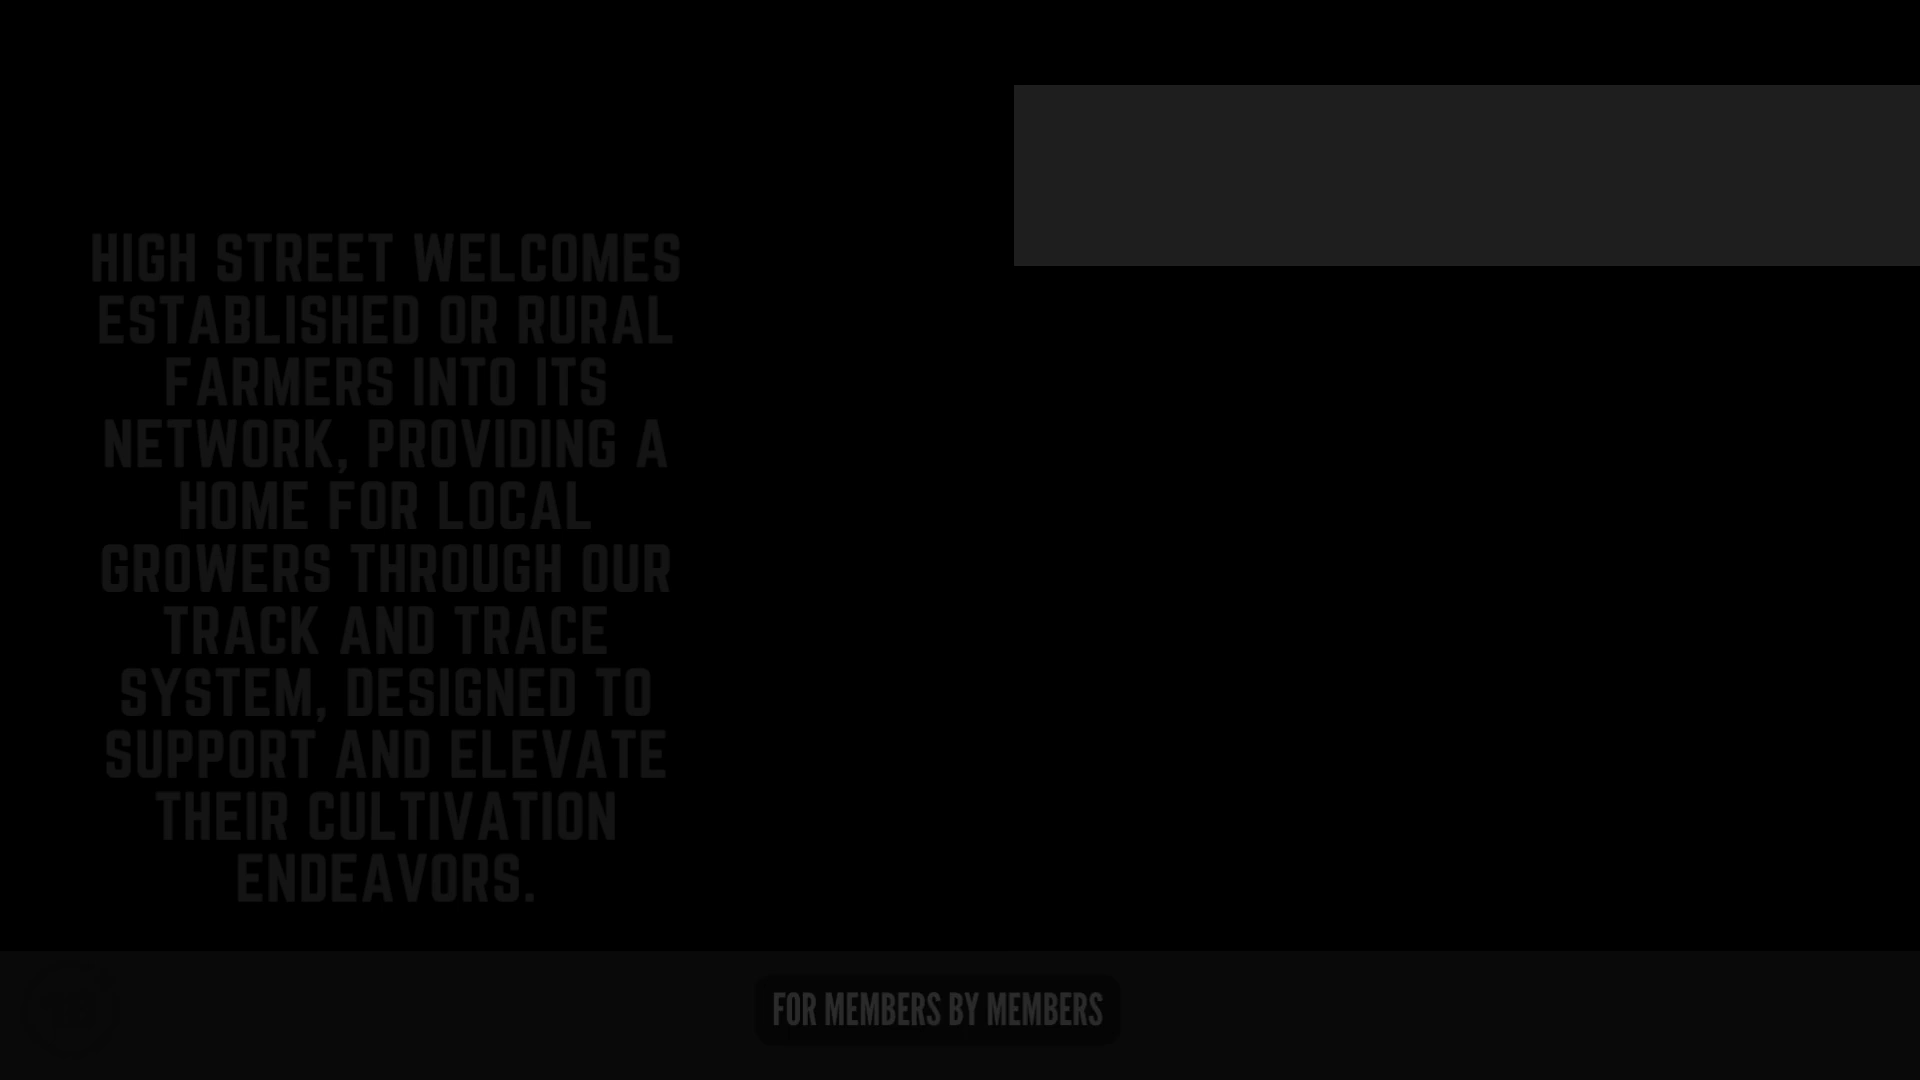 HIGH STREET WELCOMES
ESTABLISHED OR RURAL
FARMERS INTO ITS
NETWORK, PROVIDING A
HOME FOR LOCAL
GROWERS THROUGH OUR
TRACK AND TRACE
SYSTEM, DESIGNED TO
SUPPORT AND ELEVATE
THEIR CULTIVATION
ENDEAVORS.
FOR MEMBERS BY MEMBERS